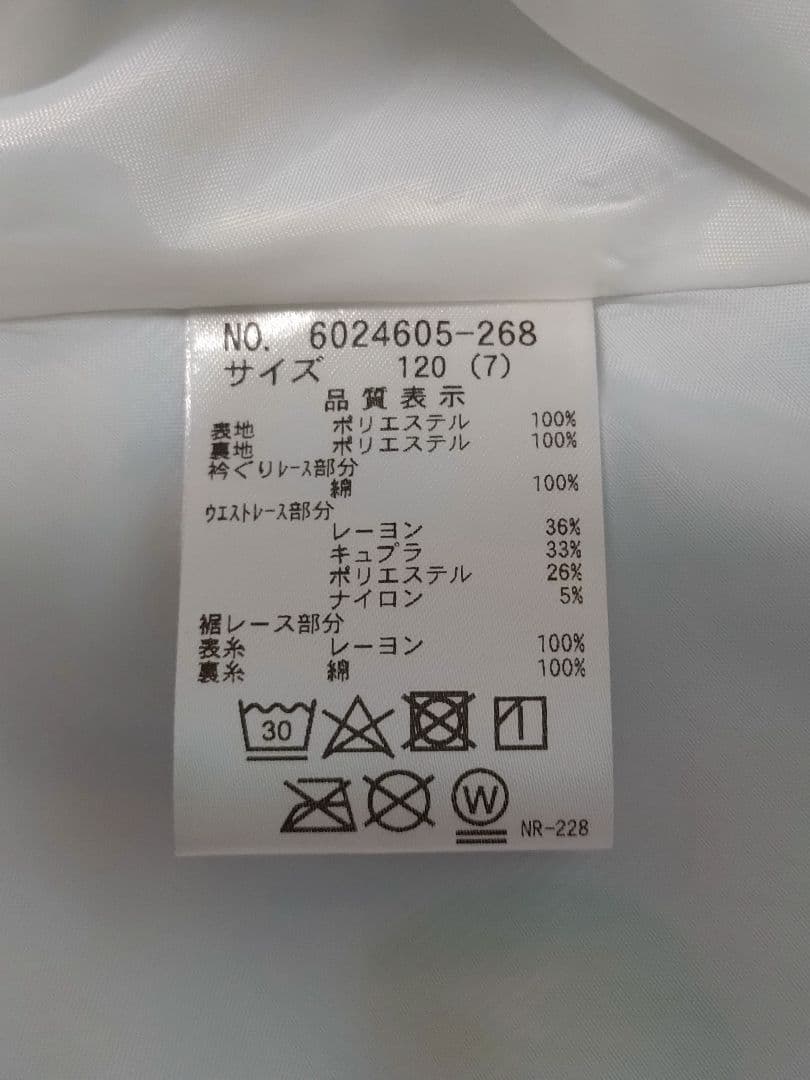 NO. 6024605-268
サイズ 120 (7)
品質表示
表地 ポリエステル 100%
裏地 ポリエステル 100%
衿ぐりレース部分
綿 100%
ウエストレース部分
レーヨン 36%
キュプラ 33%
ポリエステル 26%
ナイロン 5%
裾レース部分
表糸 レーヨン 100%
裏糸 綿 100%
30
W
NR-228